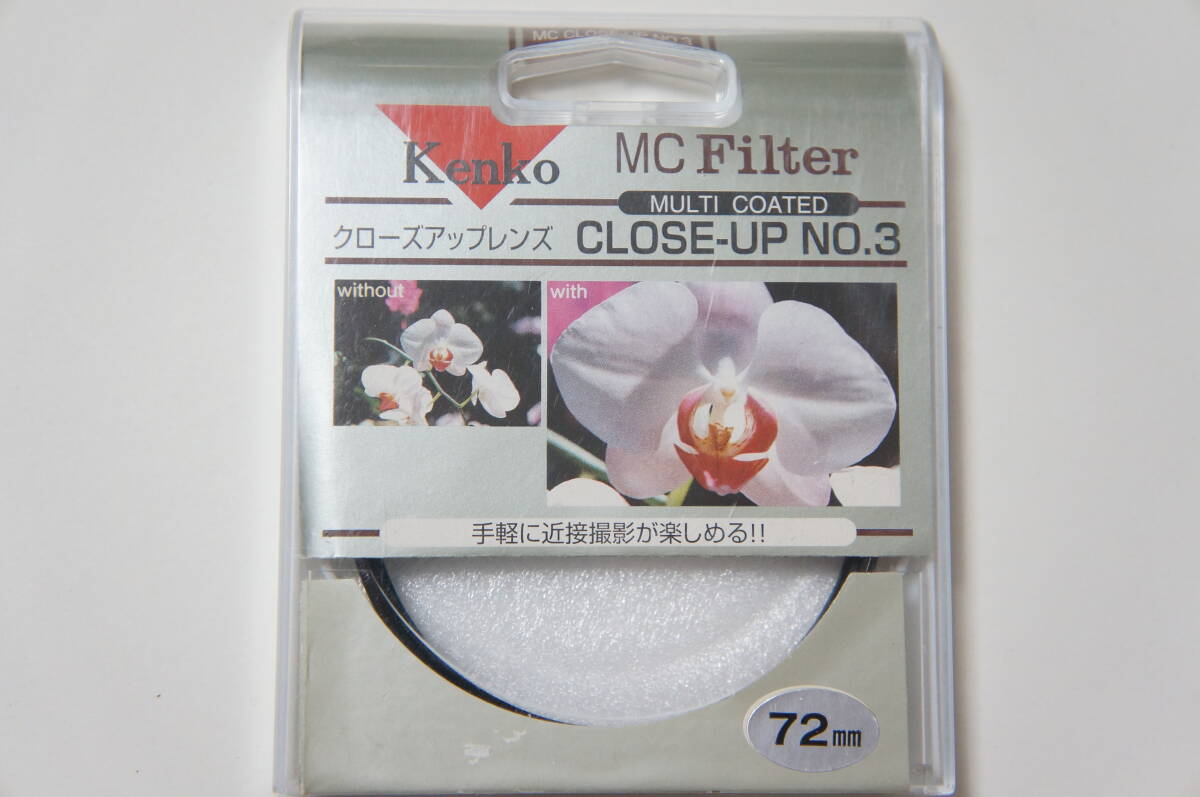 MC CLOSE-UP NO.3
Kenko
MC Filter
MULTI COATED
クローズアップレンズ CLOSE-UP NO.3
without
with
手軽に近接撮影が楽しめる!!
72mm